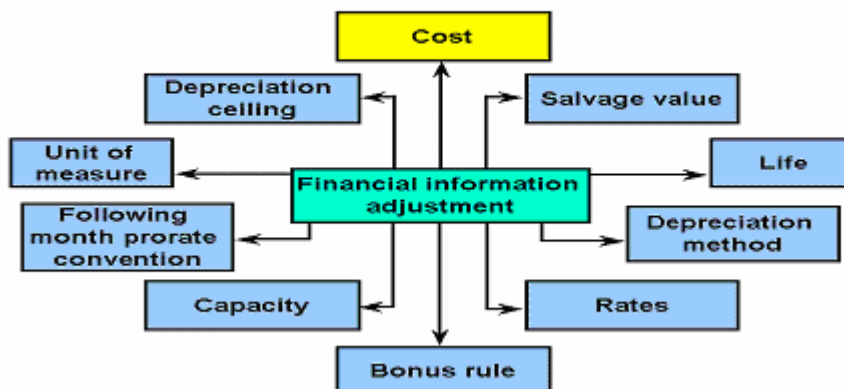 Cost
Depreciation
ceiling
Salvage value
Unit of
measure
Life
Financial information
adjustment
Following
month prorate
convention
Depreciation
method
Capacity
Rates
Bonus rule